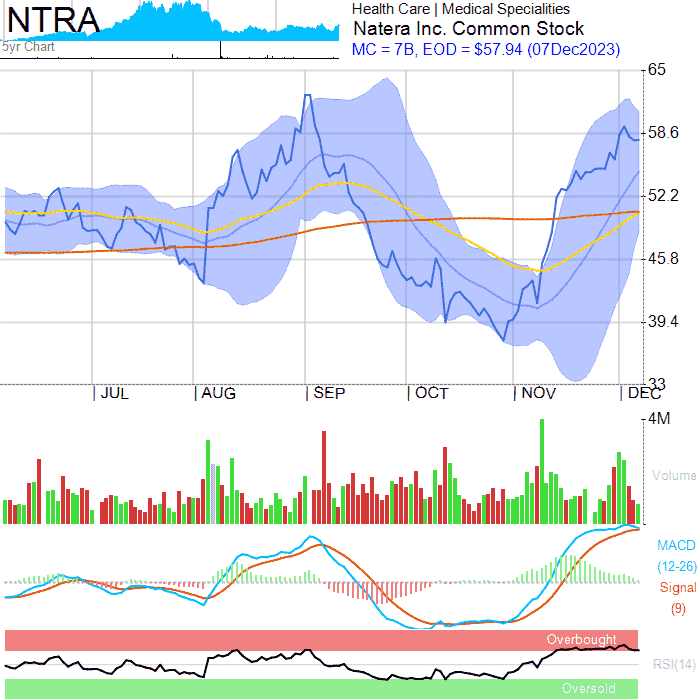 NTRA
5yr Chart
Health Care | Medical Specialities
Natera Inc. Common Stock
MC = 7B, EOD = $57.94 (07Dec2023)
65
58.6
52.2
45.8
39.4
33
JUL AUG SEP OCT NOV DEC
4M
Volume
MACD
(12-26)
Signal
(9)
Overbought
RSI(14)
Oversold